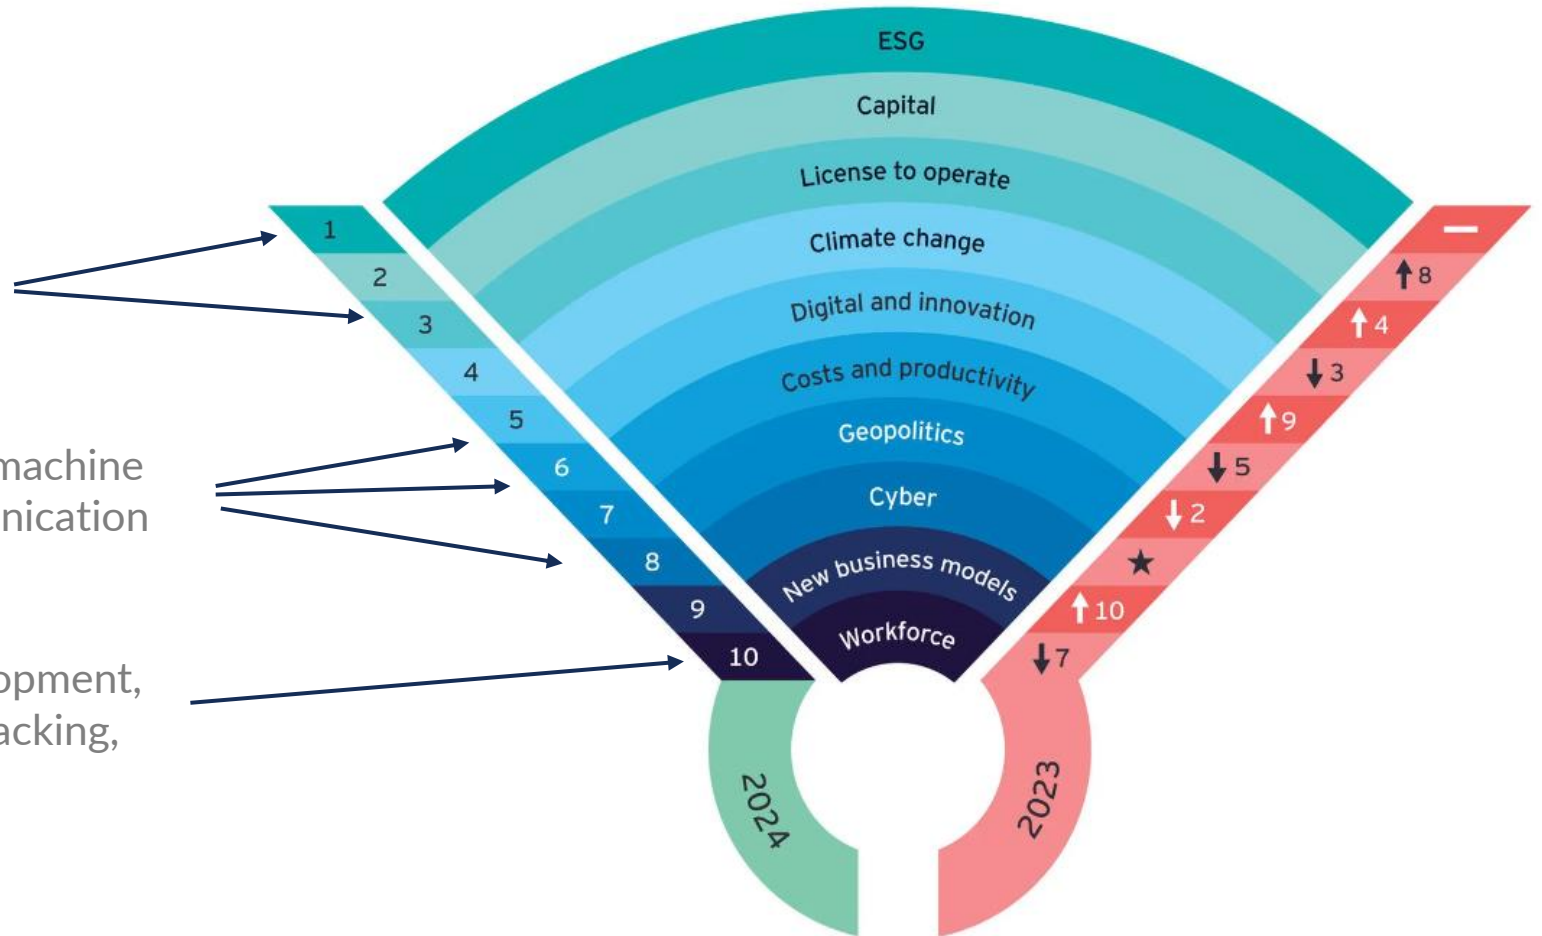 ESG
Capital
License to operate
Climate change
Digital and innovation
Costs and productivity
Geopolitics
Cyber
New business models
Workforce
1
2
3
4
5
6
7
8
9
10
2024
–
↑ 8
↑ 4
↓ 3
↑ 9
↓ 5
↓ 2
★
↑ 10
↓ 7
2023
machine
nication
opment,
acking,